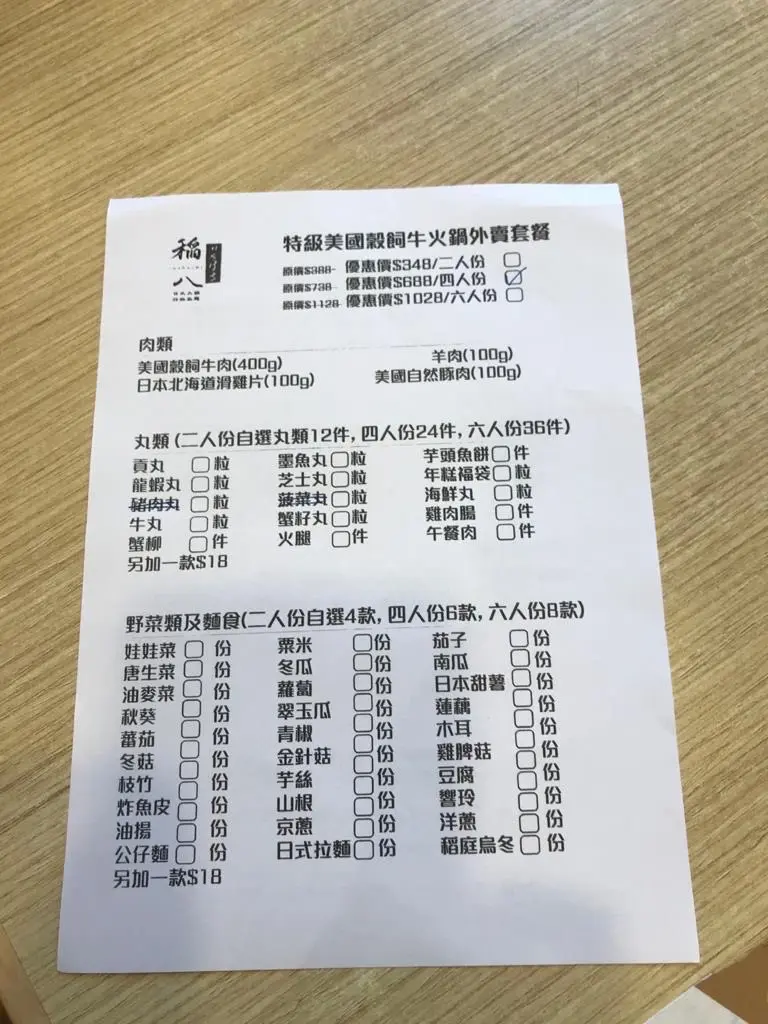 稲八
特級美國穀飼牛火鍋外賣套餐
原價$388 優惠價$348/二人份
原價$738 優惠價$688/四人份
原價$1128 優惠價$1028/六人份
肉類
美國穀飼牛肉(400g) 羊肉(100g)
日本北海道滑雞片(100g) 美國自然豚肉(100g)
丸類 (二人份自選丸類12件, 四人份24件, 六人份36件)
貢丸 粒 墨魚丸 粒 芋頭魚餅 件
龍蝦丸 粒 芝士丸 粒 年糕福袋 粒
豬肉丸 粒 菠菜丸 粒 海鮮丸 粒
牛丸 粒 蟹籽丸 粒 雞肉腸 件
蟹柳 件 火腿 件 午餐肉 件
另加一款$18
野菜類及麵食(二人份自選4款, 四人份6款, 六人份8款)
娃娃菜 份 粟米 份 茄子 份
唐生菜 份 冬瓜 份 南瓜 份
油麥菜 份 蘿蔔 份 日本甜薯 份
秋葵 份 翠玉瓜 份 蓮藕 份
蕃茄 份 青椒 份 木耳 份
冬菇 份 金針菇 份 雞脾菇 份
枝竹 份 芋絲 份 豆腐 份
炸魚皮 份 山根 份 響玲 份
油揚 份 京蔥 份 洋蔥 份
公仔麵 份 日式拉麵 份 稻庭烏冬 份
另加一款$18